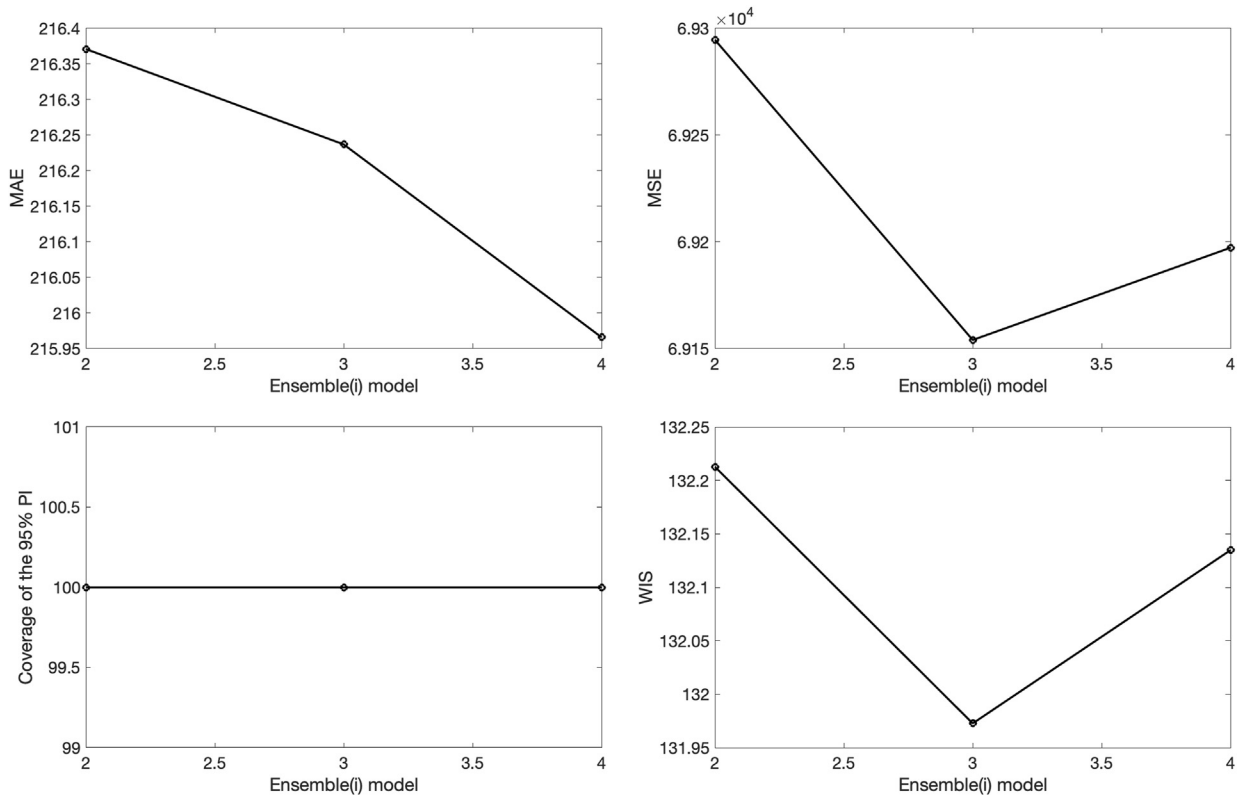 216.4
216.35
216.3
216.25
216.2
216.15
216.1
216.05
216
215.95
MAE
2 2.5 3 3.5 4
Ensemble(i) model
×10⁴
6.93
6.925
6.92
6.915
MSE
2 2.5 3 3.5 4
Ensemble(i) model
101
100.5
100
99.5
99
Coverage of the 95% PI
2 2.5 3 3.5 4
Ensemble(i) model
132.25
132.2
132.15
132.1
132.05
132
131.95
WIS
2 2.5 3 3.5 4
Ensemble(i) model